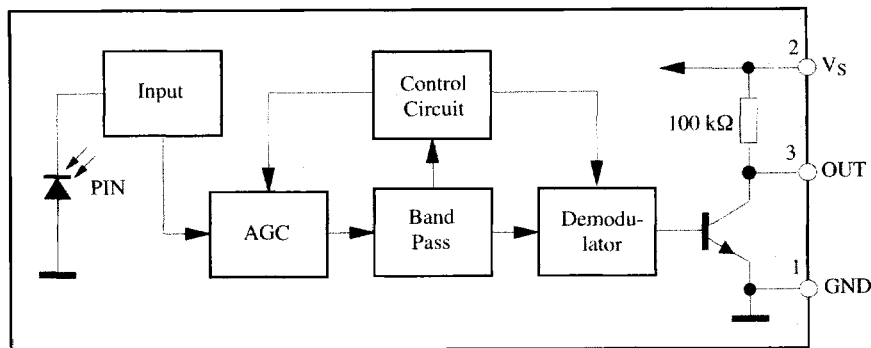 Input
Control
Circuit
2
V_S
100 kΩ
3
OUT
PIN
AGC
Band
Pass
Demodu-
lator
1
GND